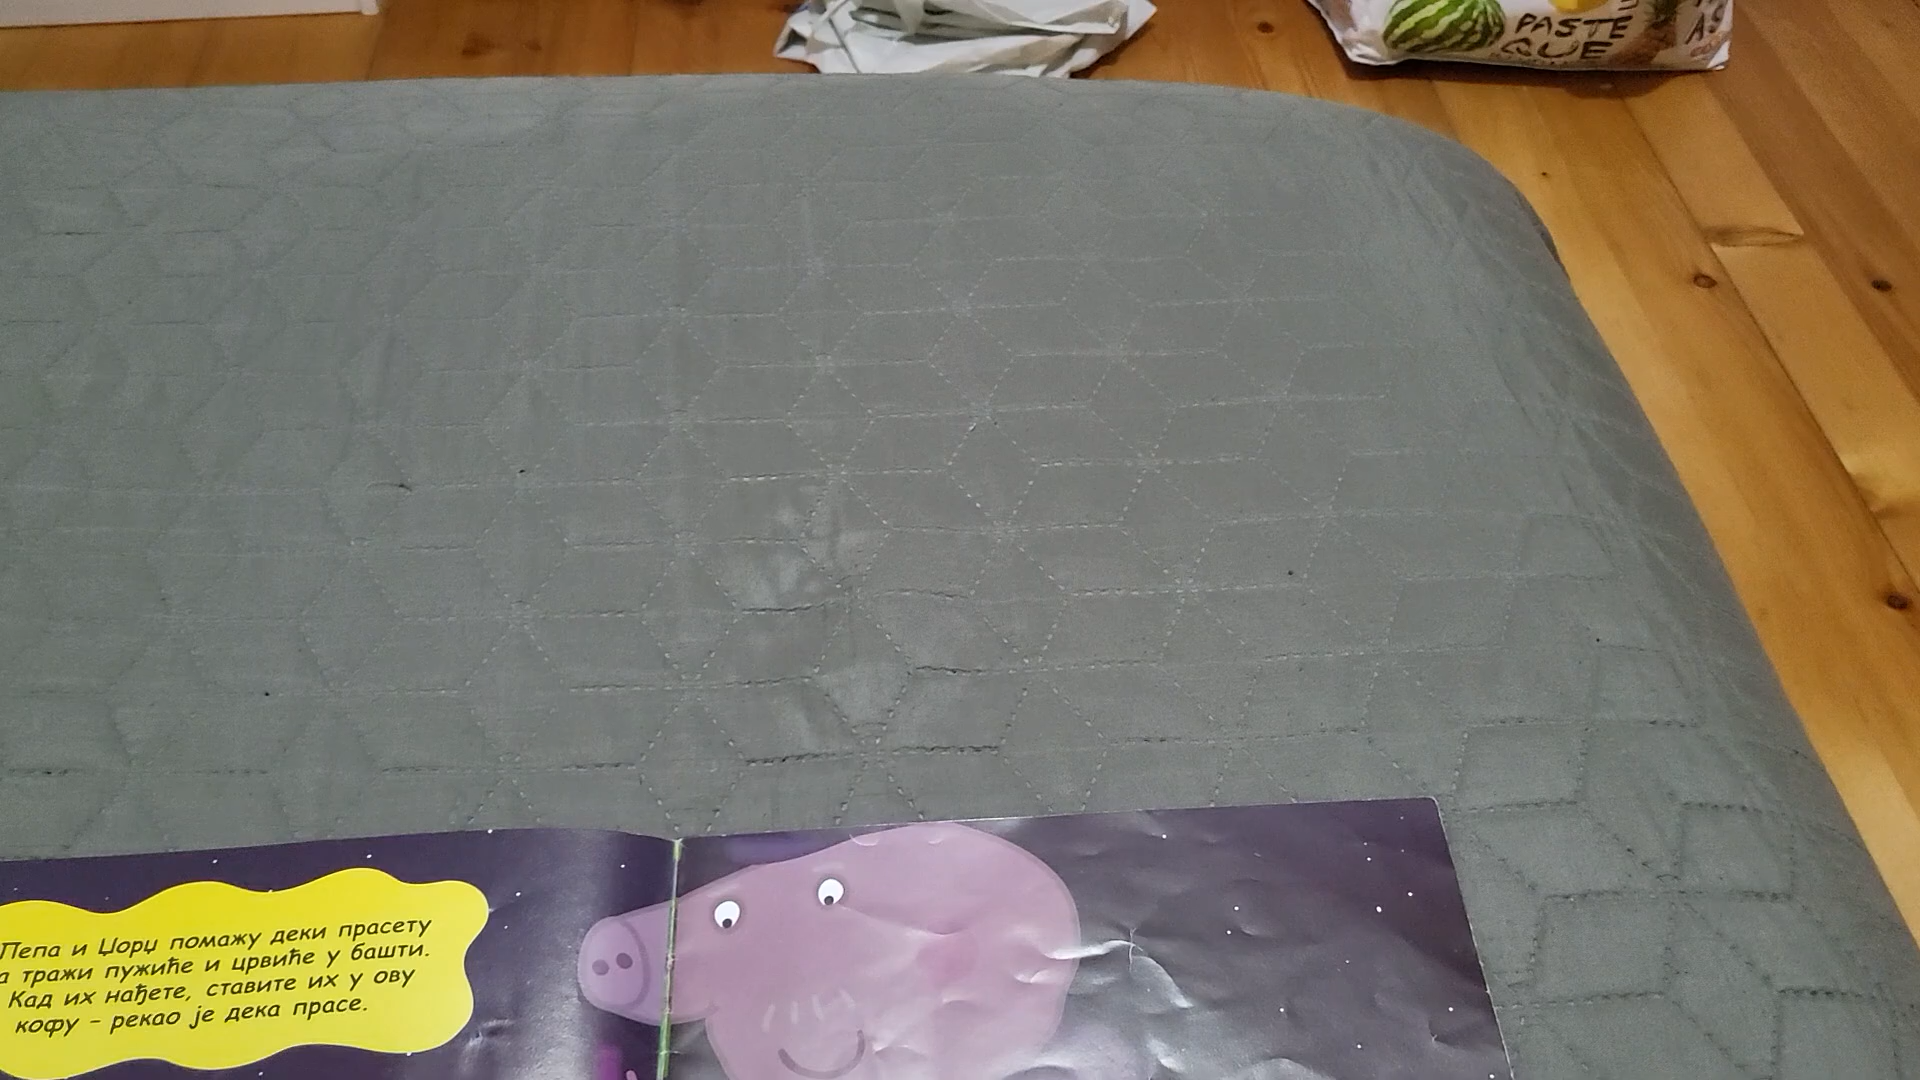 PASTE
QUE
Пепа и Џорџ помажу деки прасету
тражи пужиће и црвиће у башти.
Кад их нађете, ставите их у ову
кофу – рекао је дека прасе.